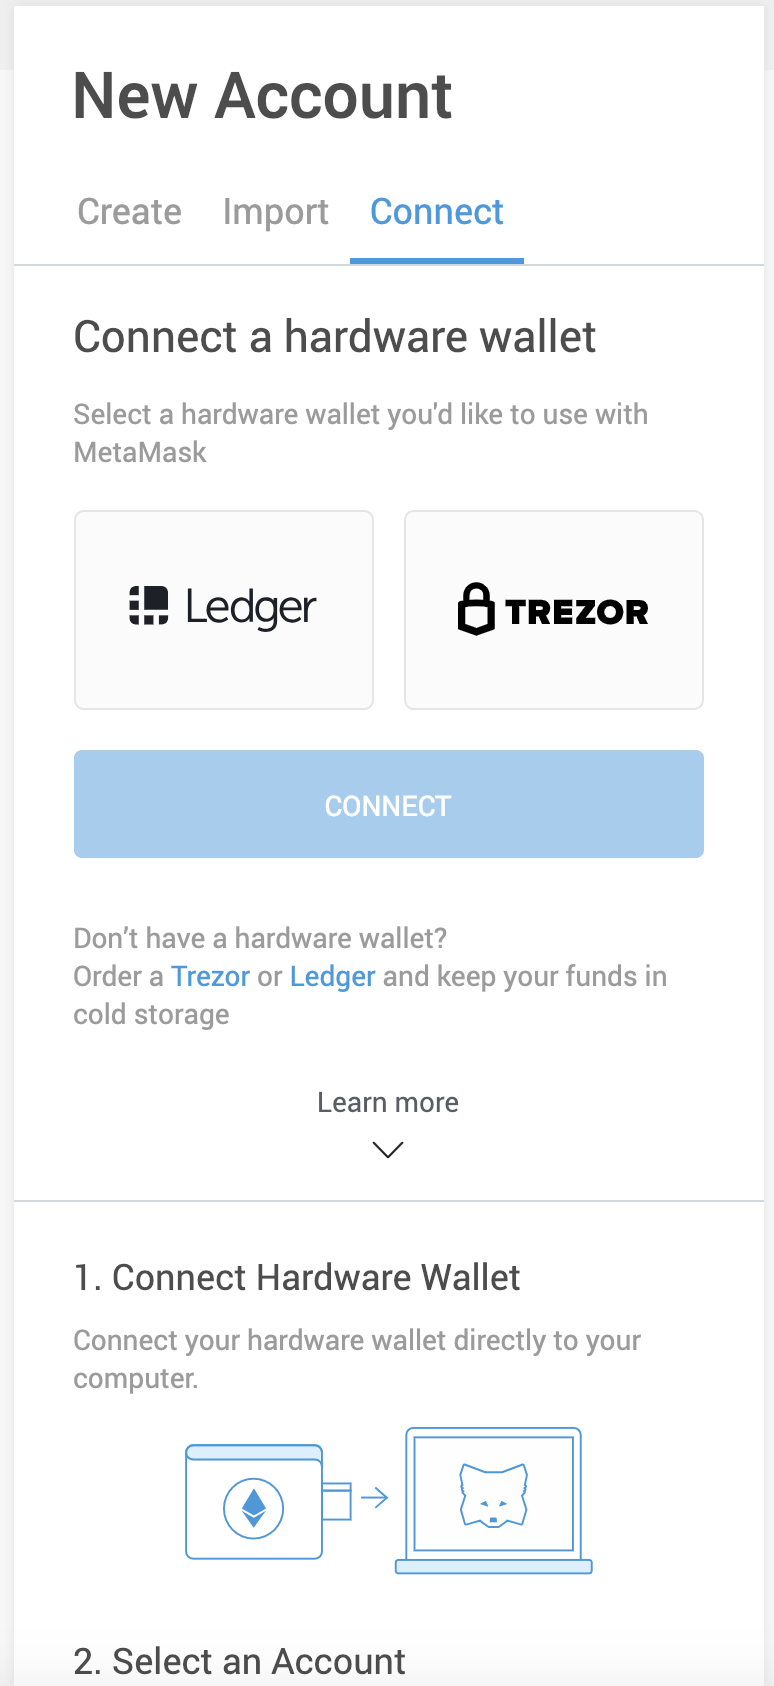 New Account
Create Import Connect
Connect a hardware wallet
Select a hardware wallet you'd like to use with
MetaMask
Ledger TREZOR
CONNECT
Don’t have a hardware wallet?
Order a Trezor or Ledger and keep your funds in
cold storage
Learn more
1. Connect Hardware Wallet
Connect your hardware wallet directly to your
computer.
2. Select an Account